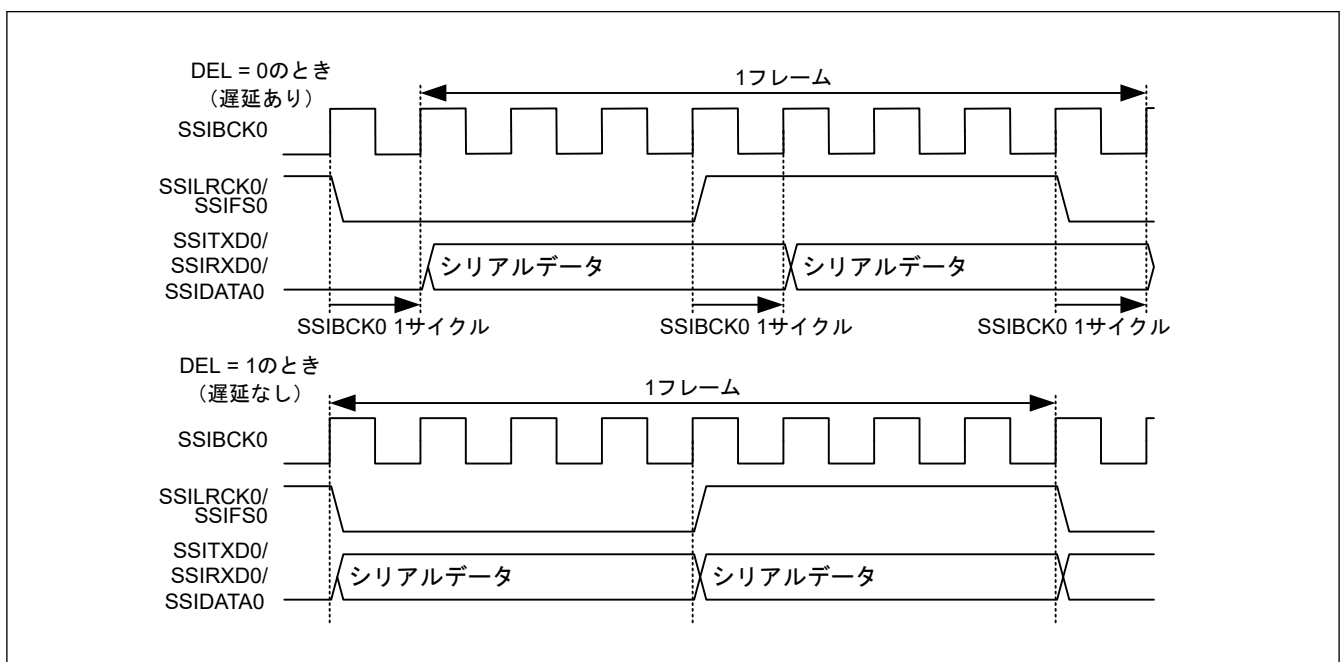 DEL = 0のとき
（遅延あり）
1フレーム
SSIBCK0
SSILRCK0/
SSIFS0
SSITXD0/
SSIRXD0/
SSIDATA0
シリアルデータ
シリアルデータ
SSIBCK0 1サイクル
SSIBCK0 1サイクル
SSIBCK0 1サイクル
DEL = 1のとき
（遅延なし）
1フレーム
SSIBCK0
SSILRCK0/
SSIFS0
SSITXD0/
SSIRXD0/
SSIDATA0
シリアルデータ
シリアルデータ